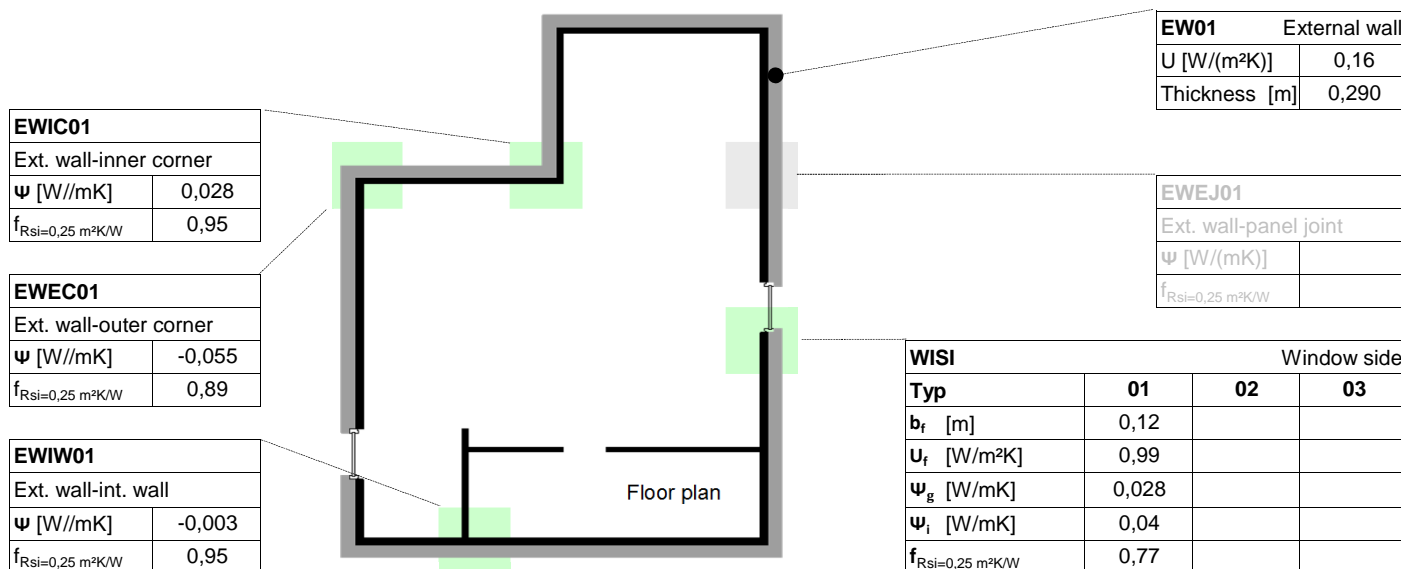 EW01 External wall
U [W/(m²K)] 0,16
Thickness [m] 0,290
EWIC01
Ext. wall-inner corner
Ψ [W//mK] 0,028
fRsi=0,25 m²K/W 0,95
EWEJ01
Ext. wall-panel joint
Ψ [W/(mK)]
fRsi=0,25 m²K/W
EWEC01
Ext. wall-outer corner
Ψ [W//mK] -0,055
fRsi=0,25 m²K/W 0,89
WISI Window side
Typ 01 02 03
bf [m] 0,12
Uf [W/m²K] 0,99
Ψg [W/mK] 0,028
Ψi [W/mK] 0,04
fRsi=0,25 m²K/W 0,77
EWIW01
Ext. wall-int. wall
Ψ [W//mK] -0,003
fRsi=0,25 m²K/W 0,95
Floor plan